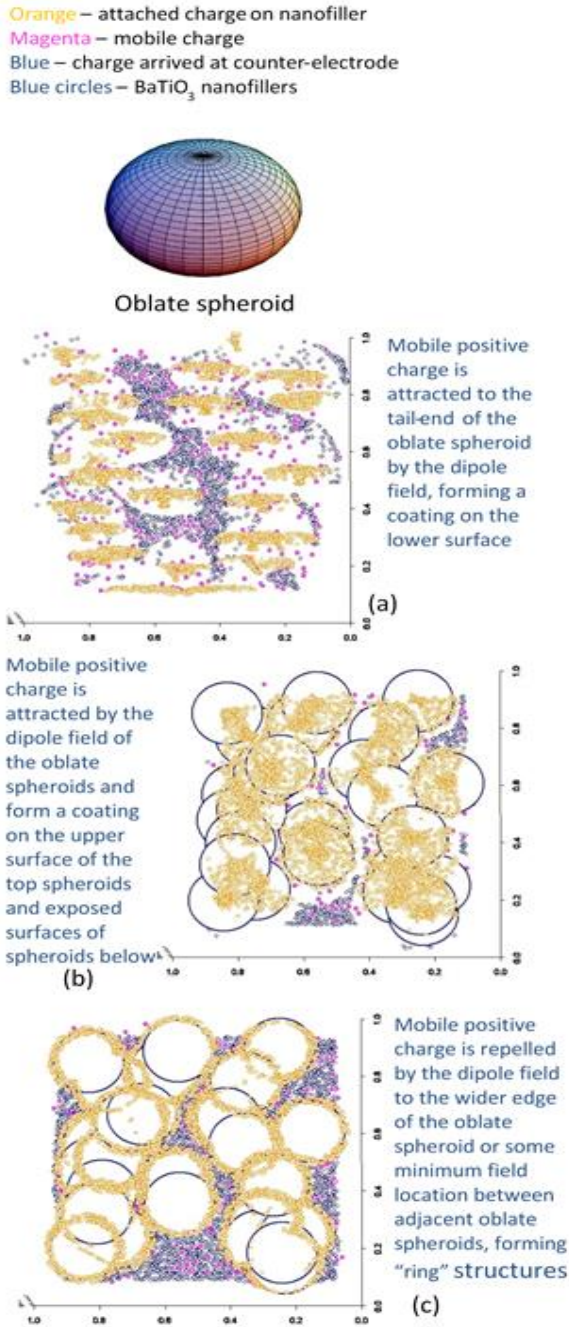 Orange – attached charge on nanofiller
Magenta – mobile charge
Blue – charge arrived at counter-electrode
Blue circles – BaTiO₃ nanofillers
Oblate spheroid
Mobile positive
charge is
attracted to the
tail-end of the
oblate spheroid
by the dipole
field, forming a
coating on the
lower surface
1.0
0.8
0.6
0.4
0.2
0.0
(a)
1.0 0.8 0.6 0.4 0.2 0.0
Mobile positive
charge is
attracted by the
dipole field of
the oblate
spheroids and
form a coating
on the upper
surface of the
top spheroids
and exposed
surfaces of
spheroids below
1.0
0.8
0.6
0.4
0.2
0.0
1.0 0.8 0.6 0.4 0.2 0.0
(b)
Mobile positive
charge is repelled
by the dipole field
to the wider edge
of the oblate
spheroid or some
minimum field
location between
adjacent oblate
spheroids, forming
“ring” structures
1.0
0.8
0.6
0.4
0.2
0.0
1.0 0.8 0.6 0.4 0.2 0.0
(c)